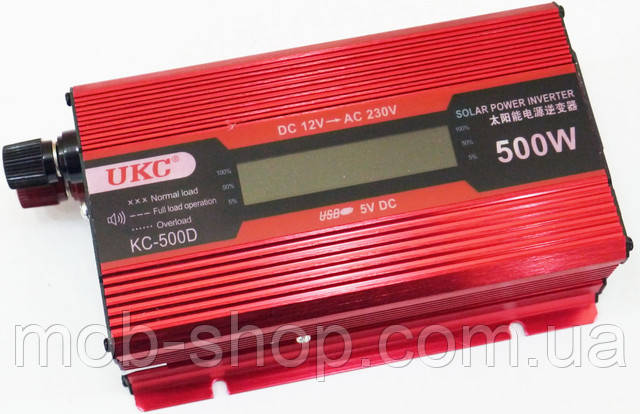 DC 12V→AC 230V
SOLAR POWER INVERTER
太阳能电源逆变器
UKC®
100%
50%
5%
100%
50%
5%
500W
××× Normal load
--- Full load operation
...... Overload
KC-500D
USB 5V DC
mob-shop.com.ua